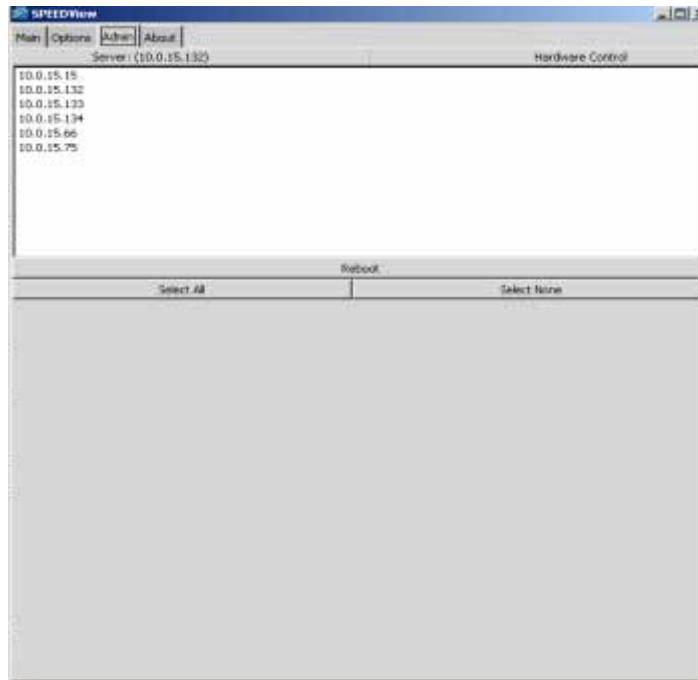 SPEEDView
Main Options Admin About
Server: (10.0.15.132) Hardware Control
10.0.15.15
10.0.15.132
10.0.15.133
10.0.15.134
10.0.15.66
10.0.15.75
Reboot
Select All Select None